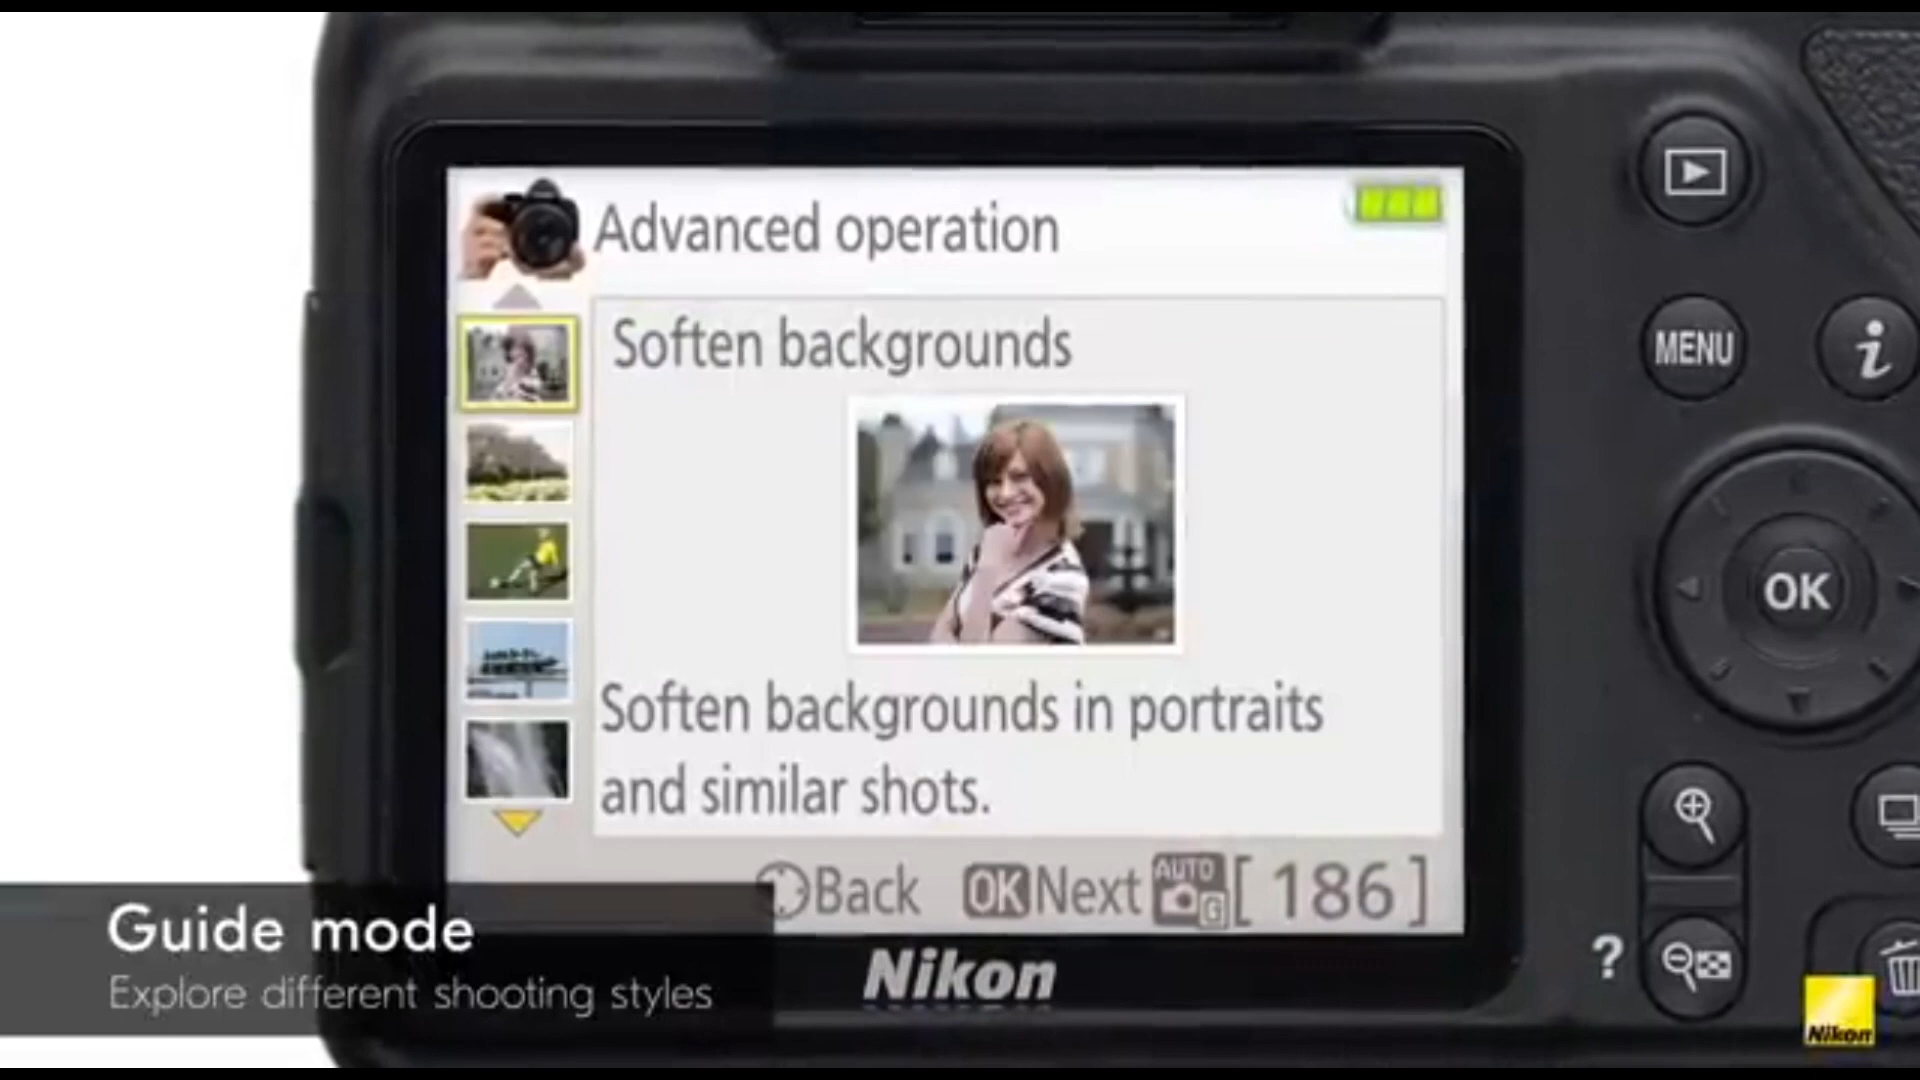 Advanced operation
Soften backgrounds
Soften backgrounds in portraits
and similar shots.
Back OK Next AUTO G [ 186 ]
Nikon
MENU i
OK
?
Guide mode
Explore different shooting styles
Nikon